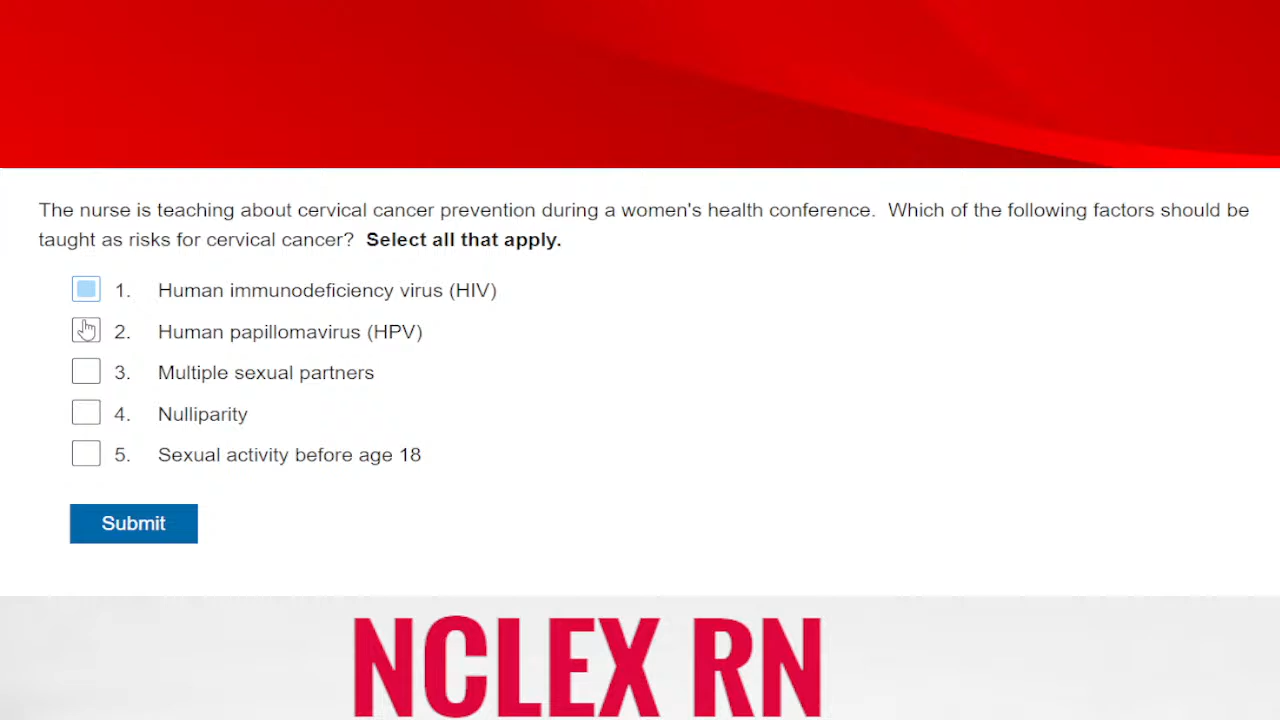 The nurse is teaching about cervical cancer prevention during a women's health conference. Which of the following factors should be
taught as risks for cervical cancer? Select all that apply.
1. Human immunodeficiency virus (HIV)
2. Human papillomavirus (HPV)
3. Multiple sexual partners
4. Nulliparity
5. Sexual activity before age 18
Submit
NCLEX RN